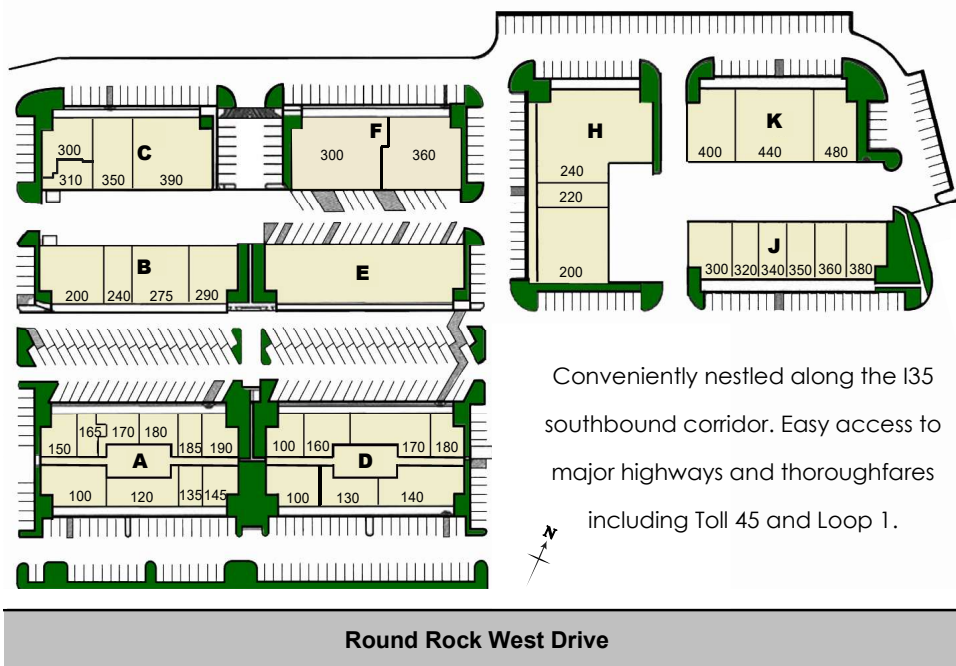 C
300
310 350 390
F
300 360
H
240
220
200
K
400 440 480
B
200 240 275 290
E
J
300 320 340 350 360 380
165 170 180
150 185 190
A
100 120 135 145
100 160 170 180
D
100 130 140
Conveniently nestled along the I35
southbound corridor. Easy access to
major highways and thoroughfares
including Toll 45 and Loop 1.
N
Round Rock West Drive